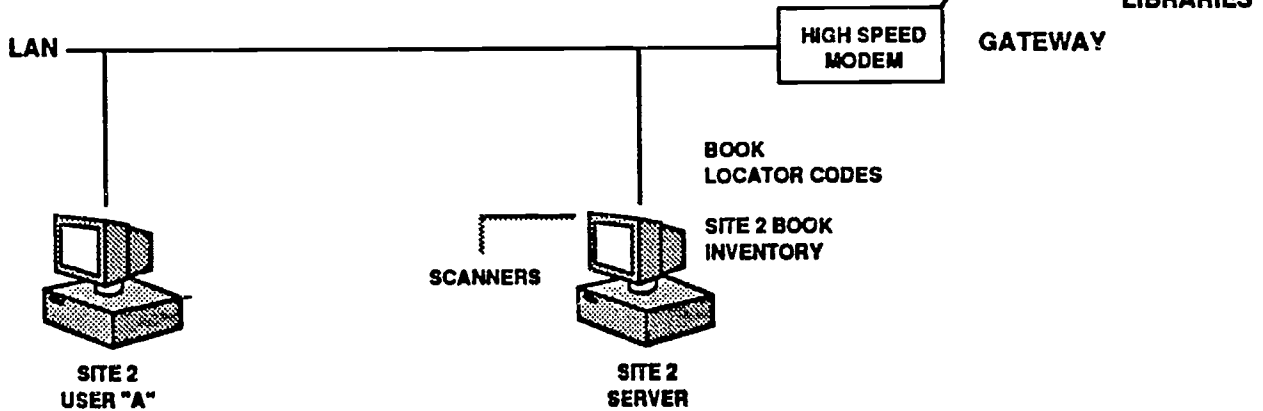 LIBRARIES
LAN
HIGH SPEED
MODEM
GATEWAY
BOOK
LOCATOR CODES
SITE 2 BOOK
INVENTORY
SCANNERS
SITE 2
USER "A"
SITE 2
SERVER